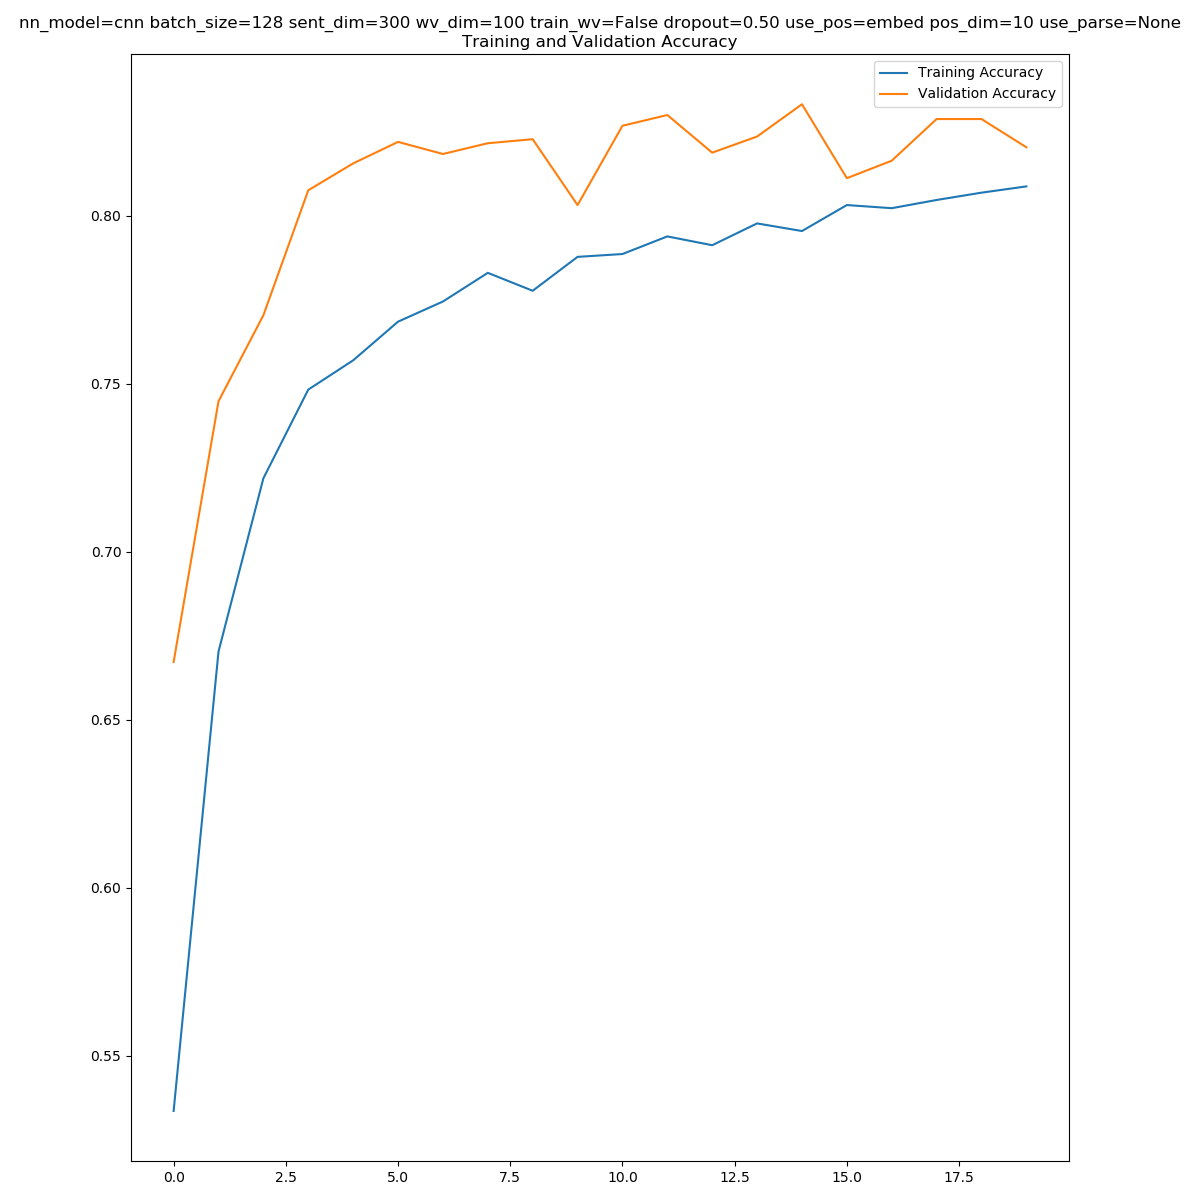 nn_model=cnn batch_size=128 sent_dim=300 wv_dim=100 train_wv=False dropout=0.50 use_pos=embed pos_dim=10 use_parse=None
Training and Validation Accuracy
Training Accuracy
Validation Accuracy
0.80
0.75
0.70
0.65
0.60
0.55
0.0 2.5 5.0 7.5 10.0 12.5 15.0 17.5